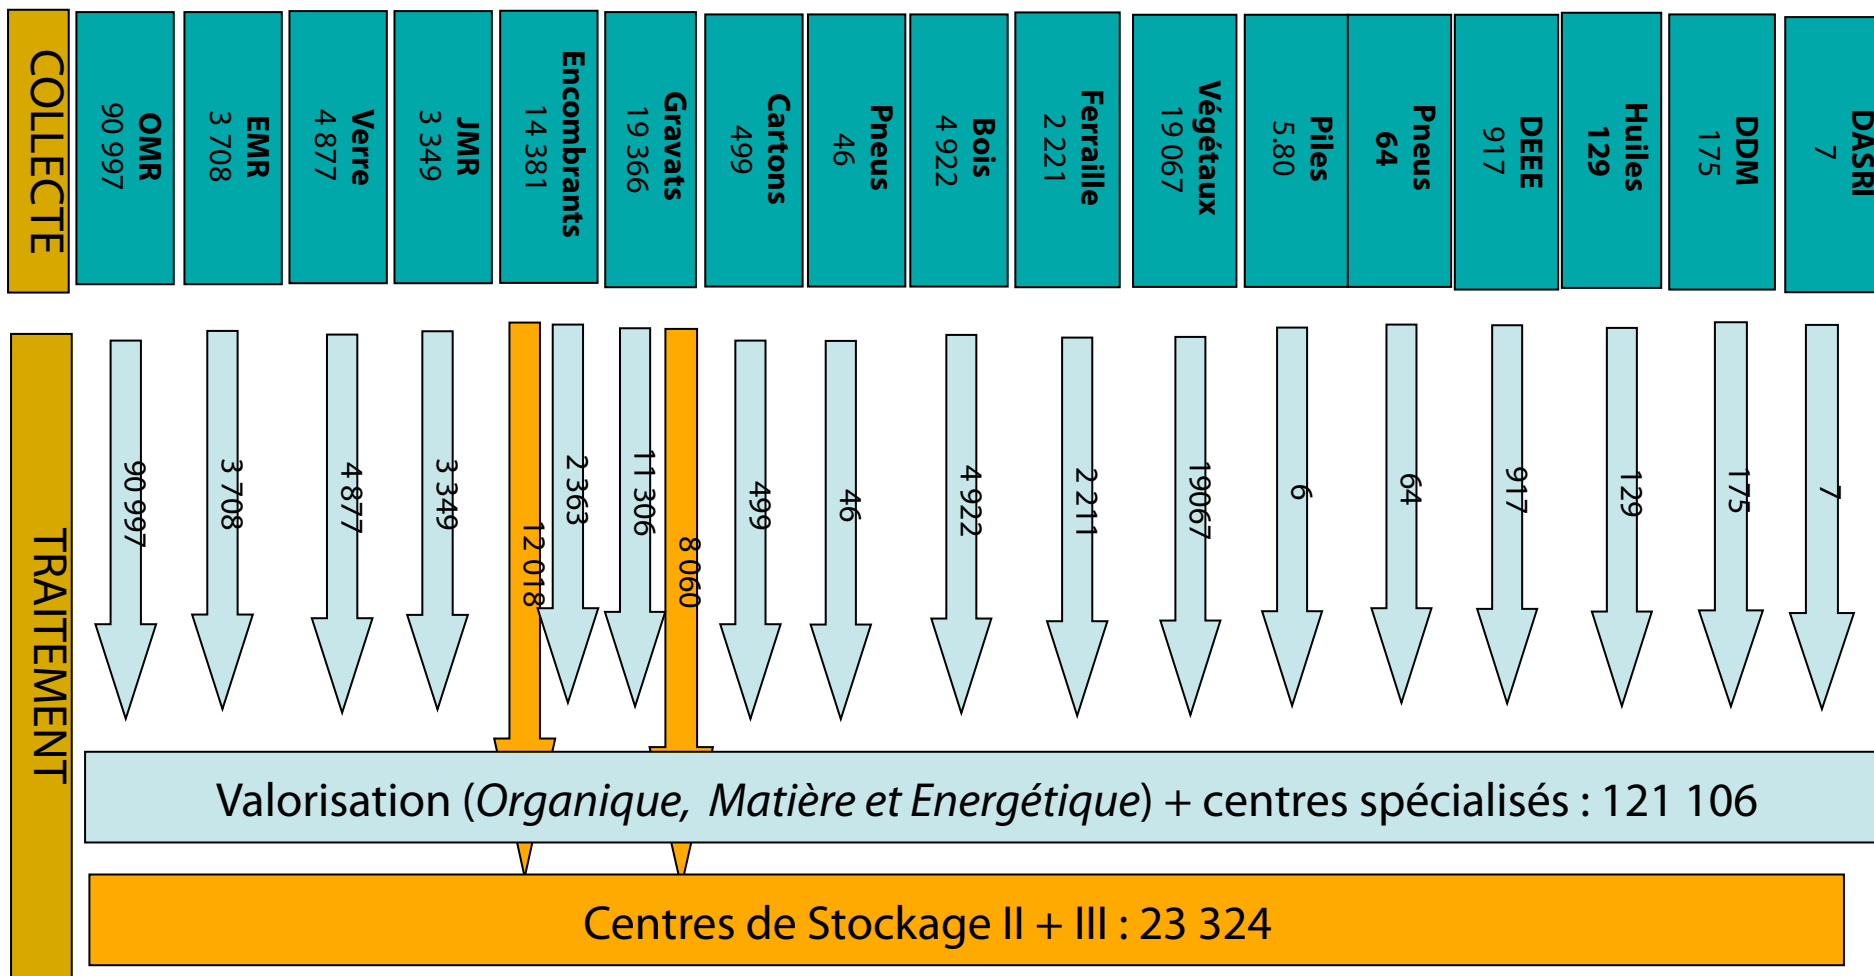 COLLECTE
OMR
90 997
EMR
3 708
Verre
4 877
JMR
3 349
Encombrants
14 381
Gravats
19 366
Cartons
499
Pneus
46
Bois
4 922
Ferraille
2 221
Végétaux
19 067
Piles
5.80
Pneus
64
DEEE
917
Huiles
129
DDM
175
DASRI
7
TRAITEMENT
90 997
3 708
4 877
3 349
12 018
2 363
11 306
8 060
499
46
4 922
2 211
19067
6
64
917
129
175
7
Valorisation (Organique, Matière et Energétique) + centres spécialisés : 121 106
Centres de Stockage II + III : 23 324